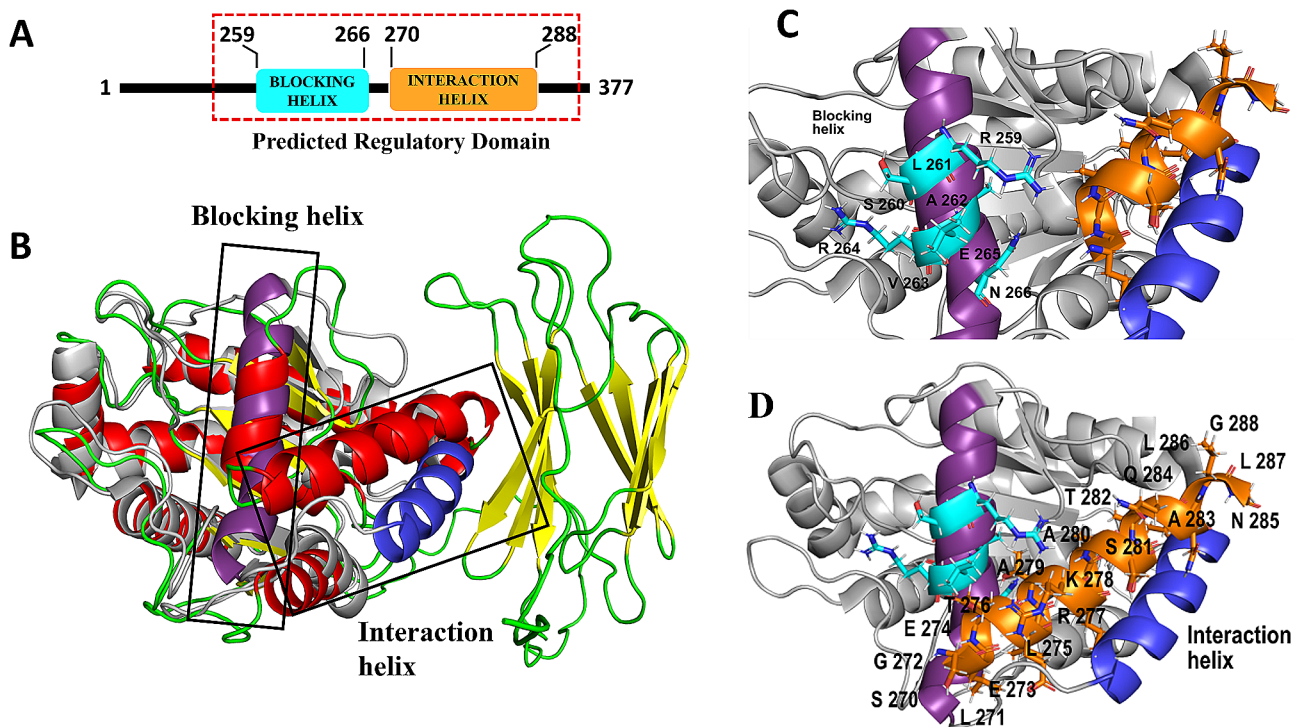 A
259
266
270
288
1
BLOCKING
HELIX
INTERACTION
HELIX
377
Predicted Regulatory Domain
B
Blocking helix
Interaction
helix
C
Blocking
helix
R 259
L 261
S 260
A 262
R 264
E 265
V 263
N 266
D
G 288
L 286
L 287
Q 284
T 282
N 285
A 283
A 280
S 281
A 279
K 278
T 276
R 277
E 274
L 275
G 272
E 273
S 270
L 271
Interaction
helix